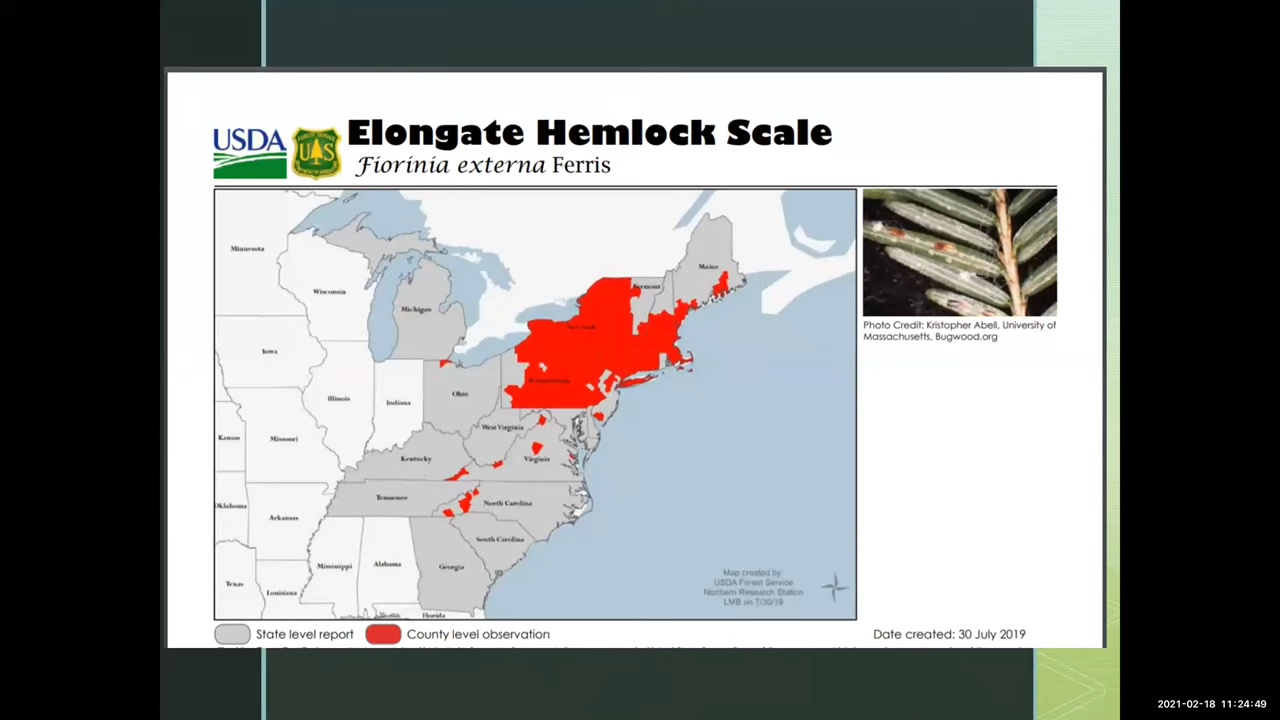 USDA
U S
Elongate Hemlock Scale
Fiorinia externa Ferris
Minnesota
Wisconsin
Michigan
Vermont
Maine
New York
Iowa
Illinois
Indiana
Ohio
Pennsylvania
West Virginia
Virginia
Kansas
Missouri
Kentucky
Oklahoma
Arkansas
Tennessee
North Carolina
South Carolina
Texas
Louisiana
Mississippi
Alabama
Georgia
Florida
Photo Credit: Kristopher Abell, University of
Massachusetts, Bugwood.org
Map created by
USDA Forest Service
Northern Research Station
LMB on 7/30/19
State level report
County level observation
Date created: 30 July 2019
2021-02-18 11:24:49